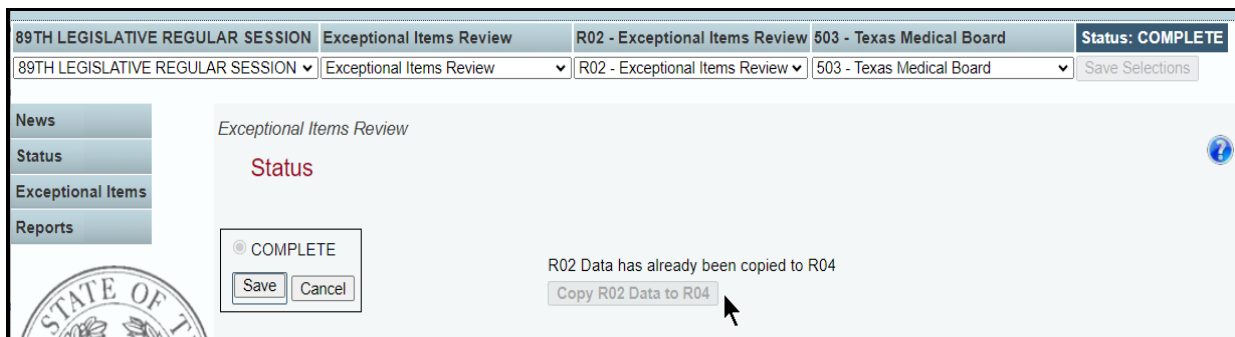 89TH LEGISLATIVE REGULAR SESSION Exceptional Items Review R02 - Exceptional Items Review 503 - Texas Medical Board Status: COMPLETE
89TH LEGISLATIVE REGULAR SESSION Exceptional Items Review R02 - Exceptional Items Review 503 - Texas Medical Board Save Selections
News
Exceptional Items Review
Status
Status
Exceptional Items
Reports
COMPLETE
R02 Data has already been copied to R04
Save Cancel
Copy R02 Data to R04
STATE OF T